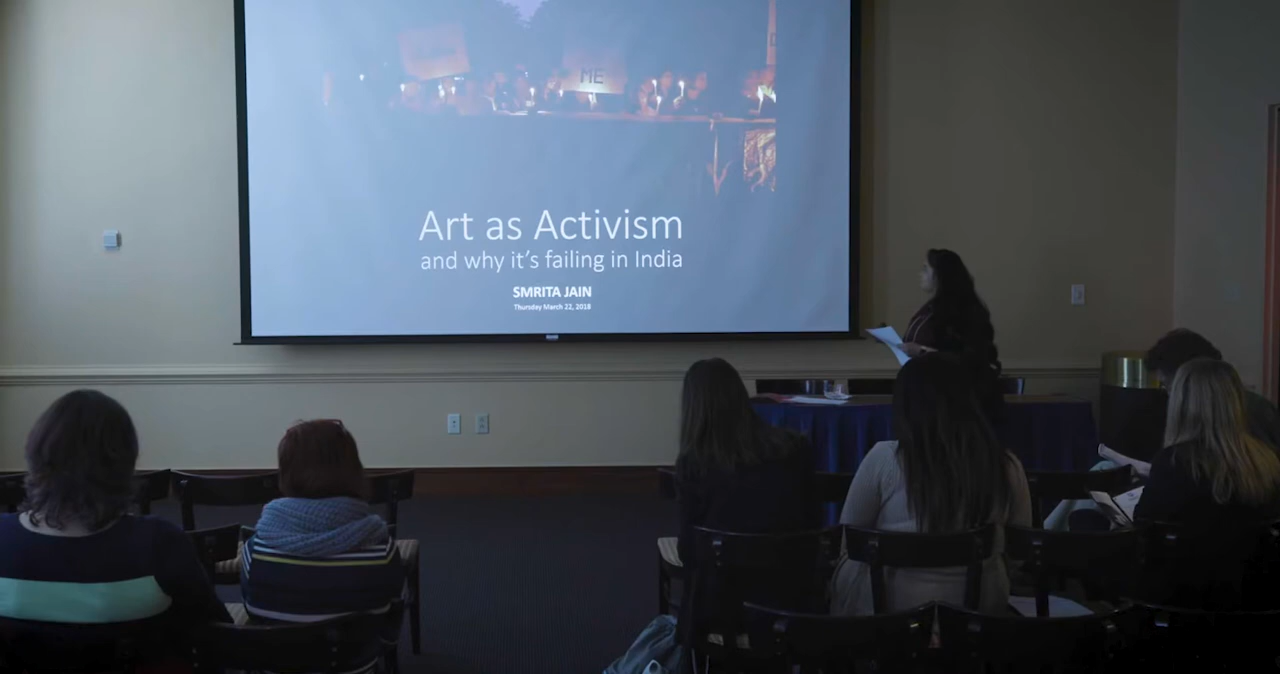 ME
Art as Activism
and why it's failing in India
SMRITA JAIN
Thursday March 22, 2018